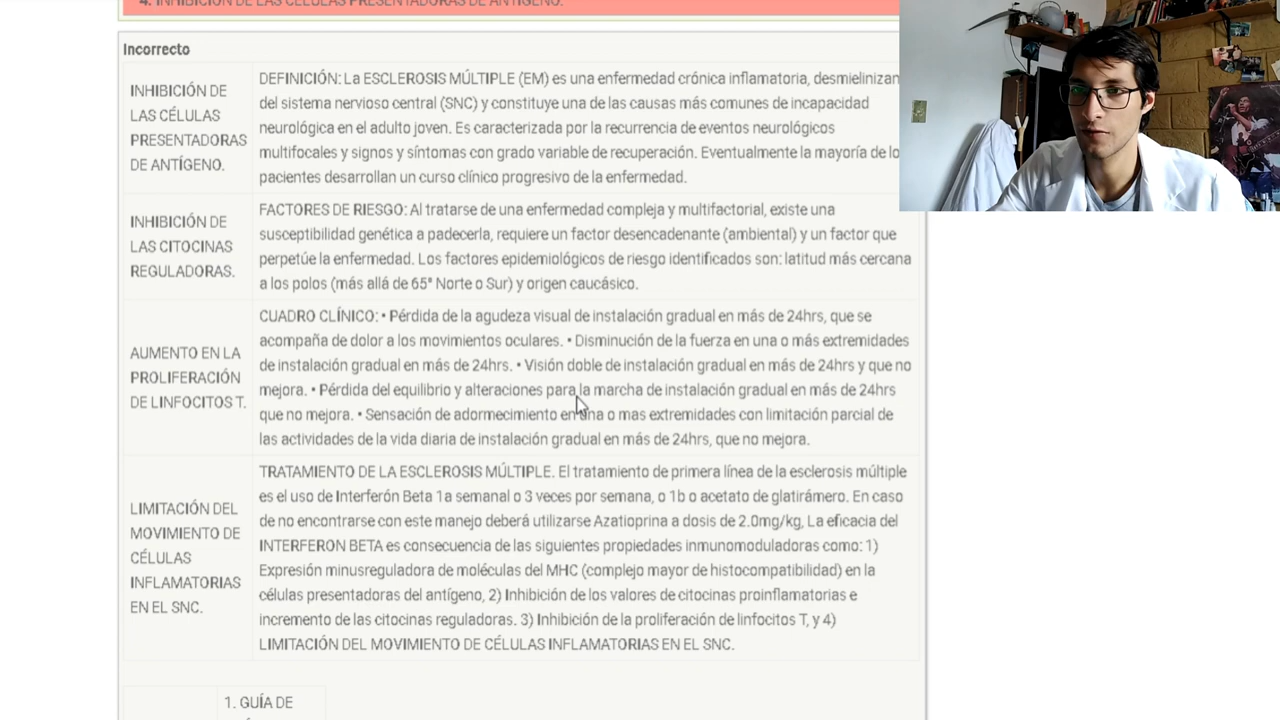 4. INHIBICIÓN DE LAS CÉLULAS PRESENTADORAS DE ANTÍGENO.
Incorrecto
INHIBICIÓN DE
LAS CÉLULAS
PRESENTADORAS
DE ANTÍGENO.
DEFINICIÓN: La ESCLEROSIS MÚLTIPLE (EM) es una enfermedad crónica inflamatoria, desmielinizan
del sistema nervioso central (SNC) y constituye una de las causas más comunes de incapacidad
neurológica en el adulto joven. Es caracterizada por la recurrencia de eventos neurológicos
multifocales y signos y síntomas con grado variable de recuperación. Eventualmente la mayoría de lo
pacientes desarrollan un curso clínico progresivo de la enfermedad.
INHIBICIÓN DE
LAS CITOCINAS
REGULADORAS.
FACTORES DE RIESGO: Al tratarse de una enfermedad compleja y multifactorial, existe una
susceptibilidad genética a padecerla, requiere un factor desencadenante (ambiental) y un factor que
perpetúe la enfermedad. Los factores epidemiológicos de riesgo identificados son: latitud más cercana
a los polos (más allá de 65° Norte o Sur) y origen caucásico.
AUMENTO EN LA
PROLIFERACIÓN
DE LINFOCITOS T.
CUADRO CLÍNICO: • Pérdida de la agudeza visual de instalación gradual en más de 24hrs, que se
acompaña de dolor a los movimientos oculares. • Disminución de la fuerza en una o más extremidades
de instalación gradual en más de 24hrs. • Visión doble de instalación gradual en más de 24hrs y que no
mejora. • Pérdida del equilibrio y alteraciones para la marcha de instalación gradual en más de 24hrs
que no mejora. • Sensación de adormecimiento en una o mas extremidades con limitación parcial de
las actividades de la vida diaria de instalación gradual en más de 24hrs, que no mejora.
LIMITACIÓN DEL
MOVIMIENTO DE
CÉLULAS
INFLAMATORIAS
EN EL SNC.
TRATAMIENTO DE LA ESCLEROSIS MÚLTIPLE. El tratamiento de primera línea de la esclerosis múltiple
es el uso de Interferón Beta 1a semanal o 3 veces por semana, o 1b o acetato de glatirámero. En caso
de no encontrarse con este manejo deberá utilizarse Azatioprina a dosis de 2.0mg/kg, La eficacia del
INTERFERON BETA es consecuencia de las siguientes propiedades inmunomoduladoras como: 1)
Expresión minusreguladora de moléculas del MHC (complejo mayor de histocompatibilidad) en la
células presentadoras del antígeno, 2) Inhibición de los valores de citocinas proinflamatorias e
incremento de las citocinas reguladoras. 3) Inhibición de la proliferación de linfocitos T, y 4)
LIMITACIÓN DEL MOVIMIENTO DE CÉLULAS INFLAMATORIAS EN EL SNC.
1. GUÍA DE